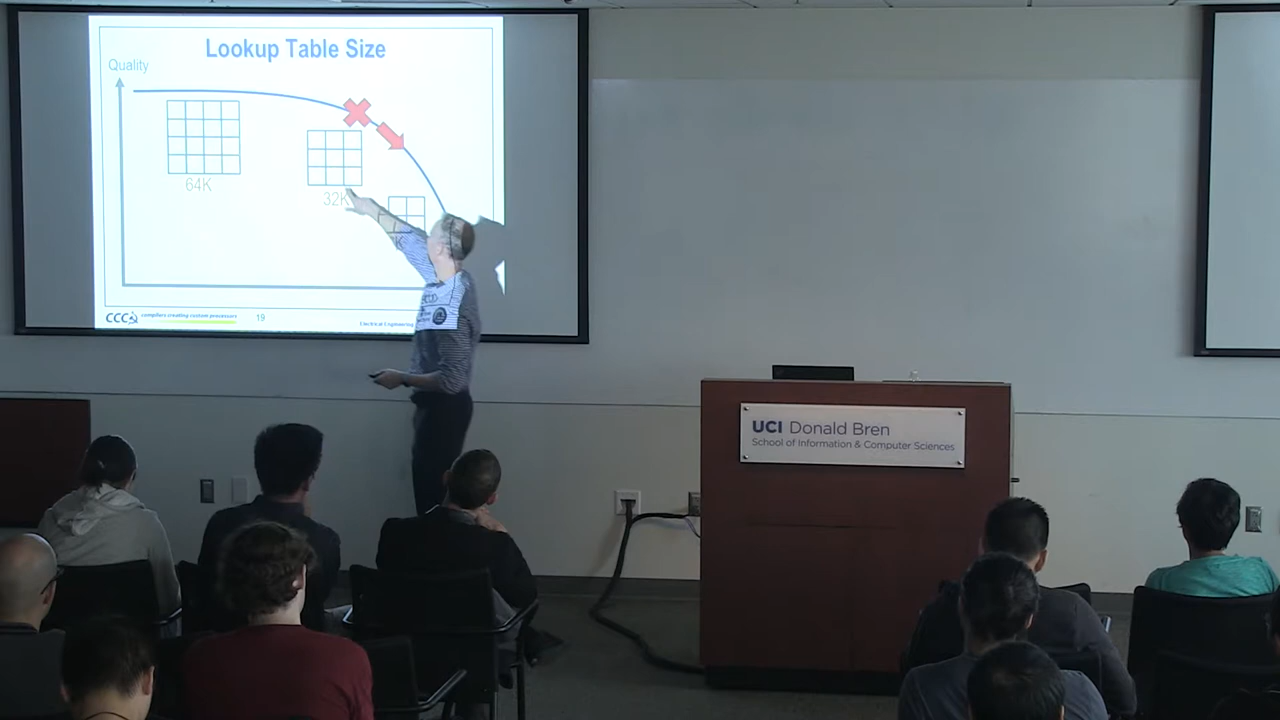 Lookup Table Size
Quality
64K
32K
CCC
compilers creating custom processors
19
Electrical Engineering
UCI Donald Bren
School of Information & Computer Sciences